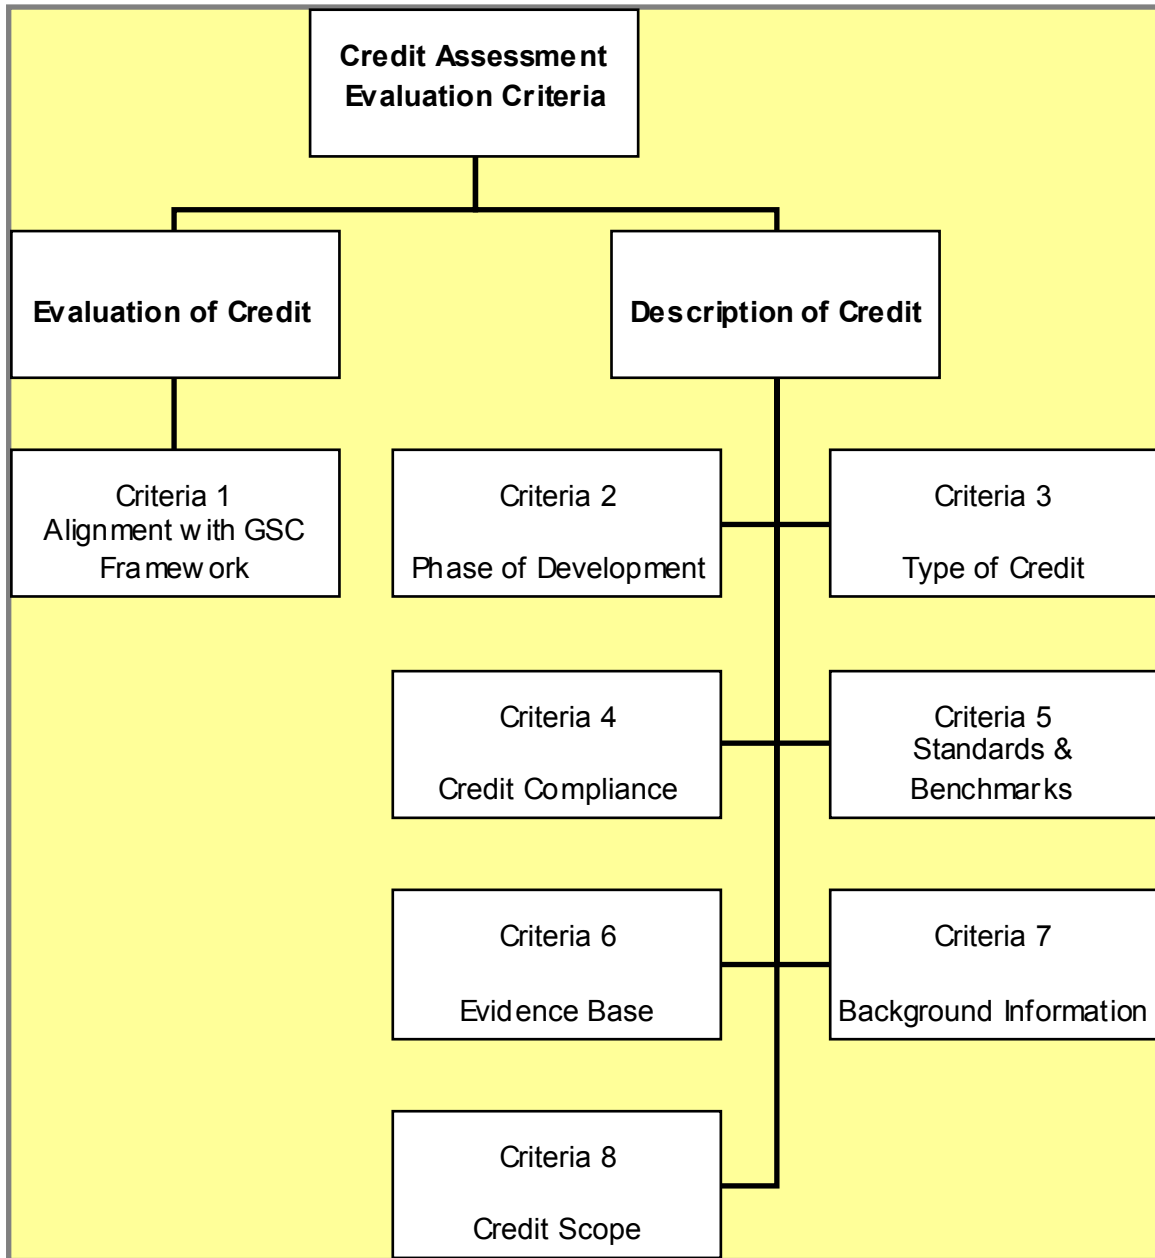 Credit Assessment
Evaluation Criteria
Evaluation of Credit
Description of Credit
Criteria 1
Alignment with GSC
Framework
Criteria 2
Phase of Development
Criteria 3
Type of Credit
Criteria 4
Credit Compliance
Criteria 5
Standards &
Benchmarks
Criteria 6
Evidence Base
Criteria 7
Background Information
Criteria 8
Credit Scope